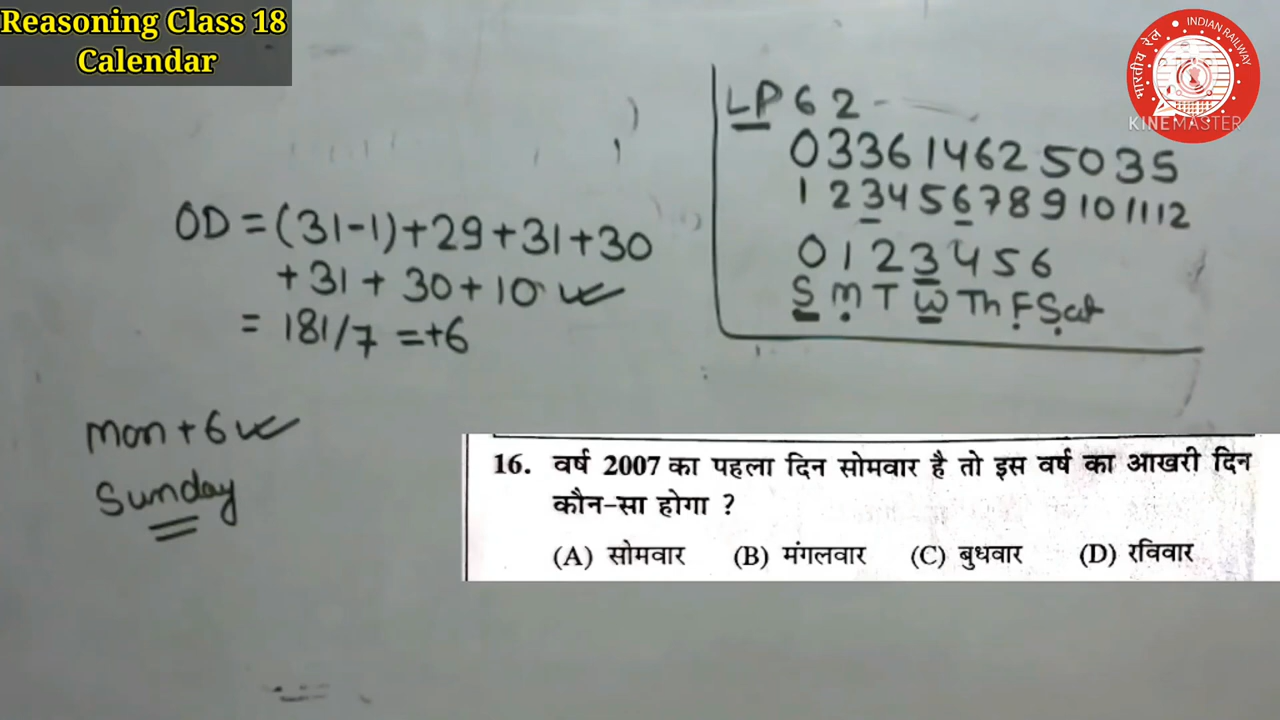 Reasoning Class 18
Calendar
OD = (31-1)+29+31+30
+31+30+10
= 181/7 = +6
mon + 6
Sunday
LP 6 2
0 3 3 6 1 4 6 2 5 0 3 5
1 2 3 4 5 6 7 8 9 10 11 12
0 1 2 3 4 5 6
S M T W Th F Sat
भारतीय रेल INDIAN RAILWAY
KINEMASTER
16. वर्ष 2007 का पहला दिन सोमवार है तो इस वर्ष का आखरी दिन
कौन-सा होगा ?
(A) सोमवार (B) मंगलवार (C) बुधवार (D) रविवार